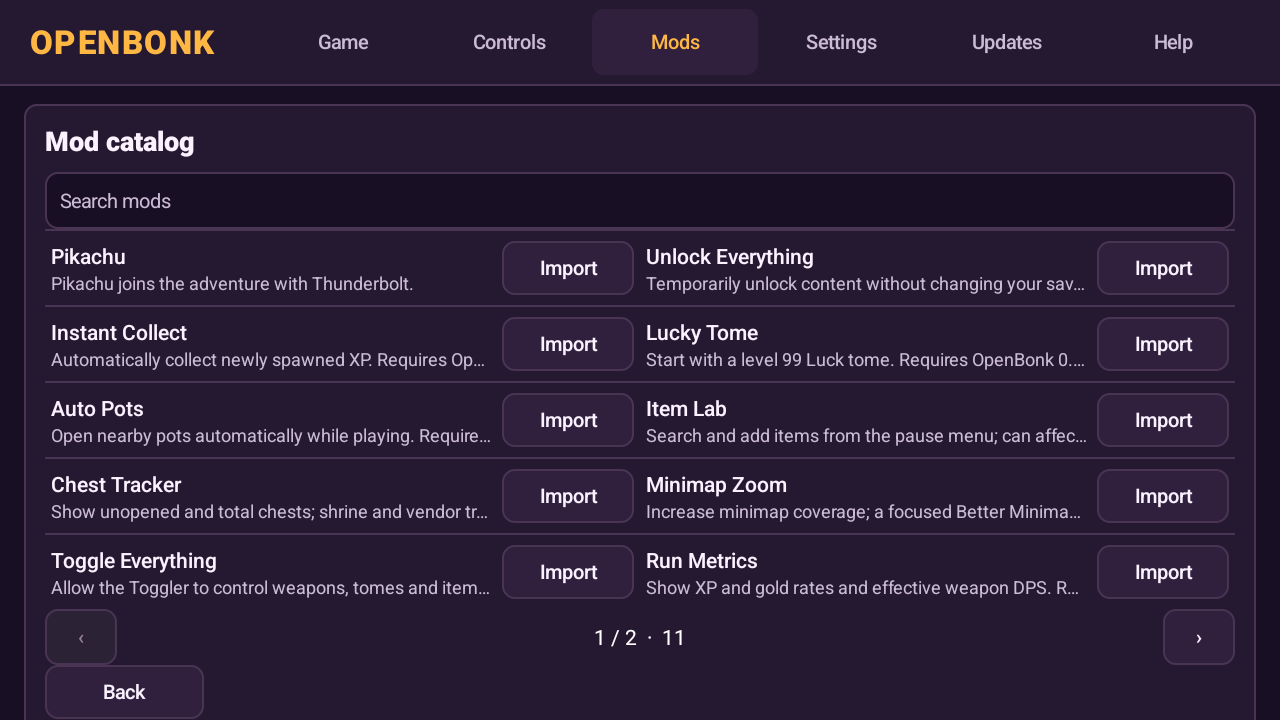 OPENBONK
Game
Controls
Mods
Settings
Updates
Help
Mod catalog
Search mods
Pikachu
Pikachu joins the adventure with Thunderbolt.
Import
Unlock Everything
Temporarily unlock content without changing your sav...
Import
Instant Collect
Automatically collect newly spawned XP. Requires Op...
Import
Lucky Tome
Start with a level 99 Luck tome. Requires OpenBonk 0....
Import
Auto Pots
Open nearby pots automatically while playing. Require...
Import
Item Lab
Search and add items from the pause menu; can affec...
Import
Chest Tracker
Show unopened and total chests; shrine and vendor tr...
Import
Minimap Zoom
Increase minimap coverage; a focused Better Minima...
Import
Toggle Everything
Allow the Toggler to control weapons, tomes and item...
Import
Run Metrics
Show XP and gold rates and effective weapon DPS. R...
Import
‹
1 / 2 · 11
›
Back